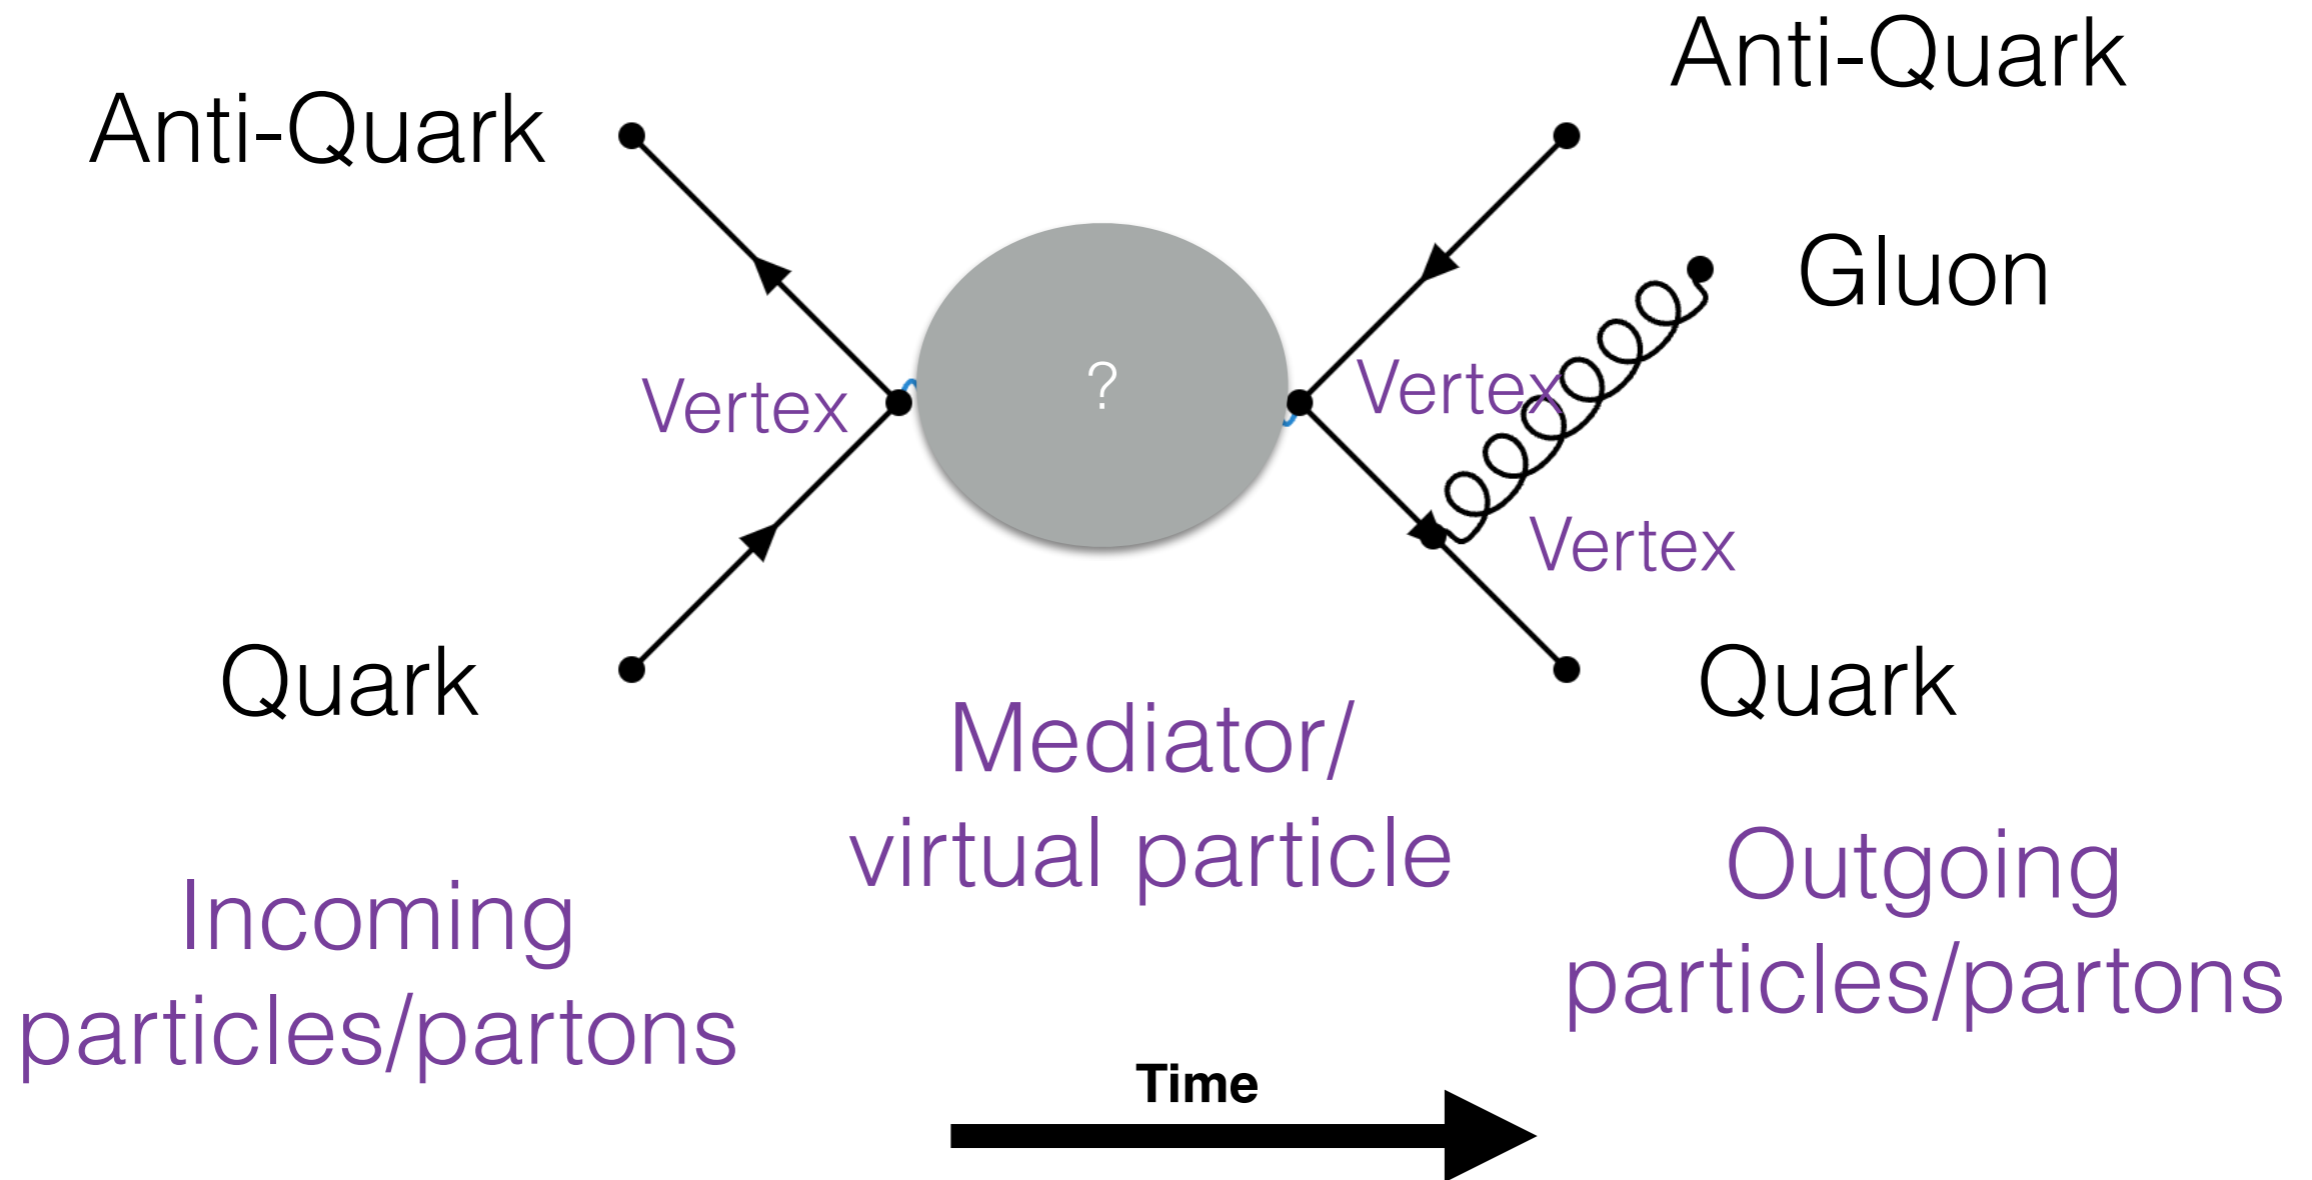 Anti-Quark
Anti-Quark
Gluon
?
Vertex
Vertex
Vertex
Quark
Quark
Mediator/
virtual particle
Incoming
particles/partons
Outgoing
particles/partons
Time